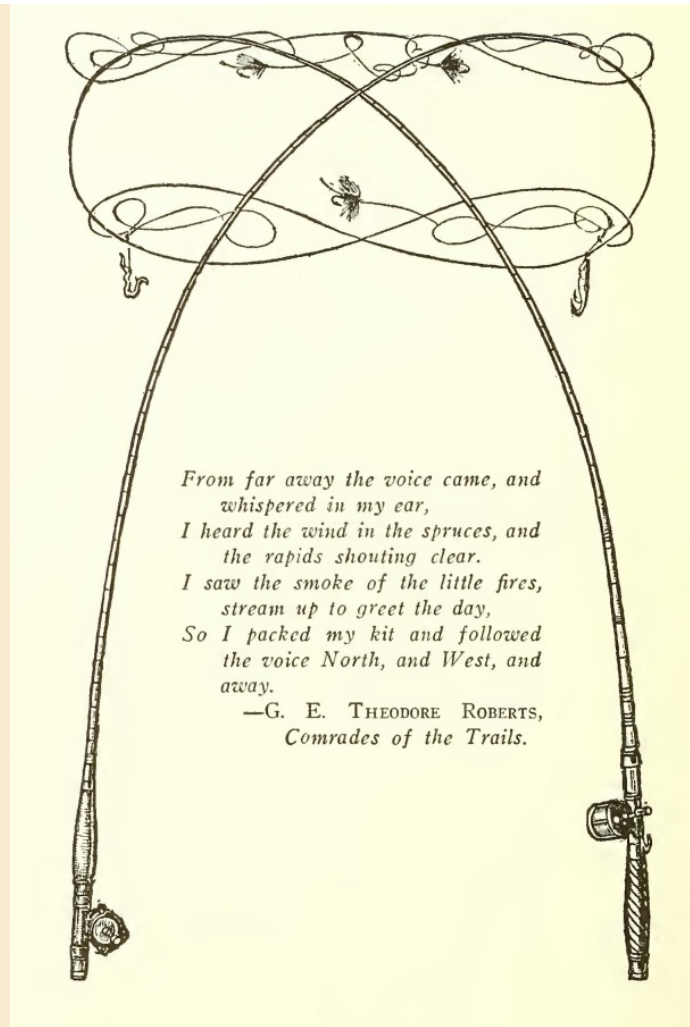 From far away the voice came, and
whispered in my ear,
I heard the wind in the spruces, and
the rapids shouting clear.
I saw the smoke of the little fires,
stream up to greet the day,
So I packed my kit and followed
the voice North, and West, and
away.
—G. E. THEODORE ROBERTS,
Comrades of the Trails.